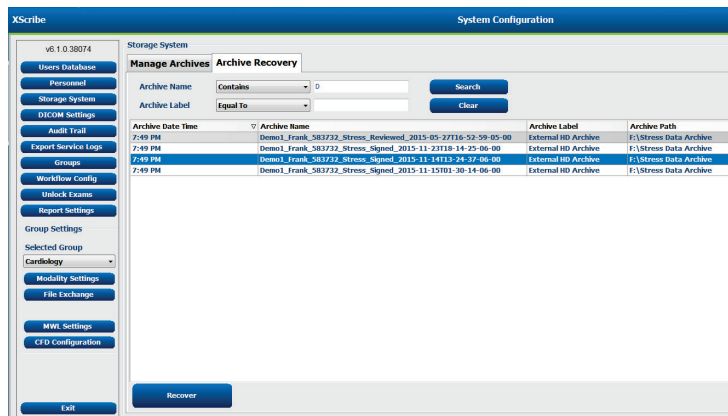 XScribe
System Configuration
v6.1.0.38074
Users Database
Personnel
Storage System
DICOM Settings
Audit Trail
Export Service Logs
Groups
Workflow Config
Unlock Exams
Report Settings
Group Settings
Selected Group
Cardiology
Modality Settings
File Exchange
MWL Settings
CFD Configuration
Exit
Storage System
Manage Archives Archive Recovery
Archive Name Contains D Search
Archive Label Equal To Clear
Archive Date Time Archive Name Archive Label Archive Path
7:49 PM Demo1_Frank_583732_Stress_Reviewed_2015-05-27T16-52-59-05-00 External HD Archive F:\Stress Data Archive
7:49 PM Demo1_Frank_583732_Stress_Signed_2015-11-23T18-14-25-06-00 External HD Archive F:\Stress Data Archive
7:49 PM Demo1_Frank_583732_Stress_Signed_2015-11-14T13-24-37-06-00 External HD Archive F:\Stress Data Archive
7:49 PM Demo1_Frank_583732_Stress_Signed_2015-11-15T01-30-14-06-00 External HD Archive F:\Stress Data Archive
Recover